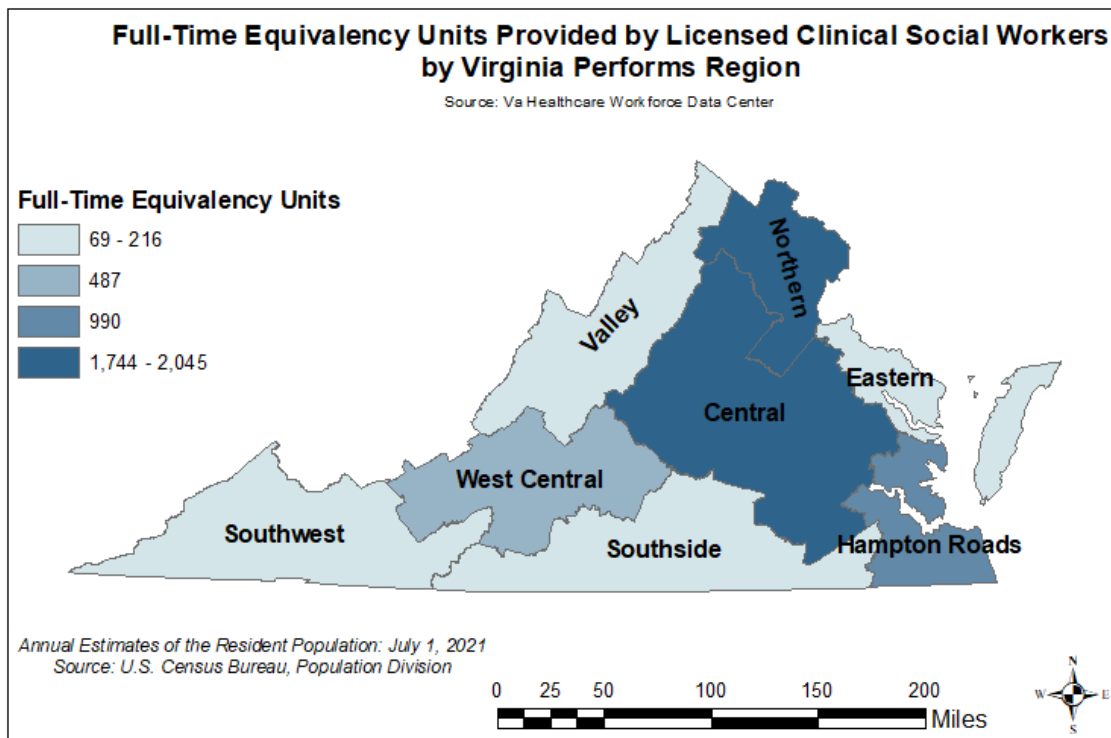 Full-Time Equivalency Units Provided by Licensed Clinical Social Workers
by Virginia Performs Region
Source: Va Healthcare Workforce Data Center
Full-Time Equivalency Units
69 - 216
487
990
1,744 - 2,045
Northern
Valley
Eastern
Central
West Central
Southwest
Southside
Hampton Roads
Annual Estimates of the Resident Population: July 1, 2021
Source: U.S. Census Bureau, Population Division
0 25 50 100 150 200
Miles
N
W E
S